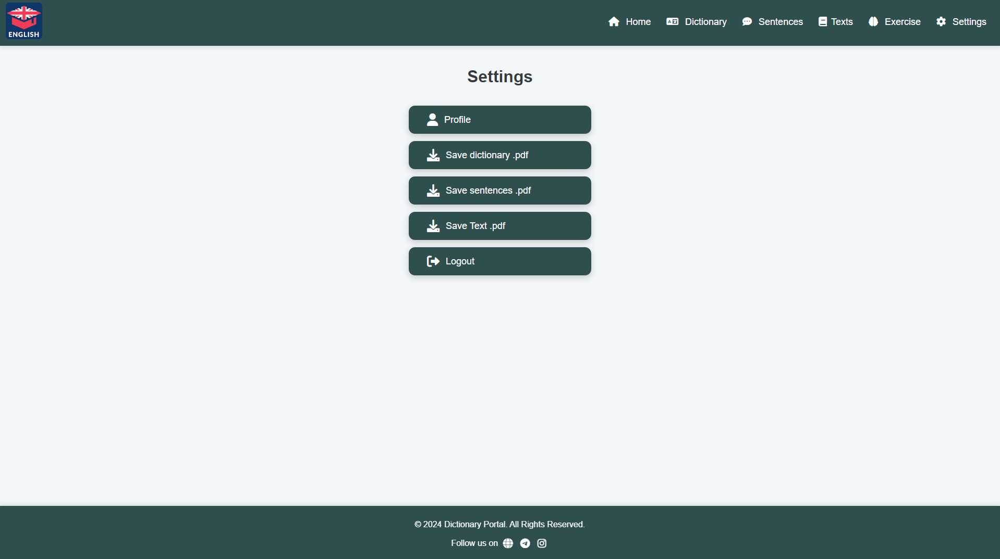 ENGLISH
Home Dictionary Sentences Texts Exercise Settings
Settings
Profile
Save dictionary .pdf
Save sentences .pdf
Save Text .pdf
Logout
© 2024 Dictionary Portal. All Rights Reserved.
Follow us on